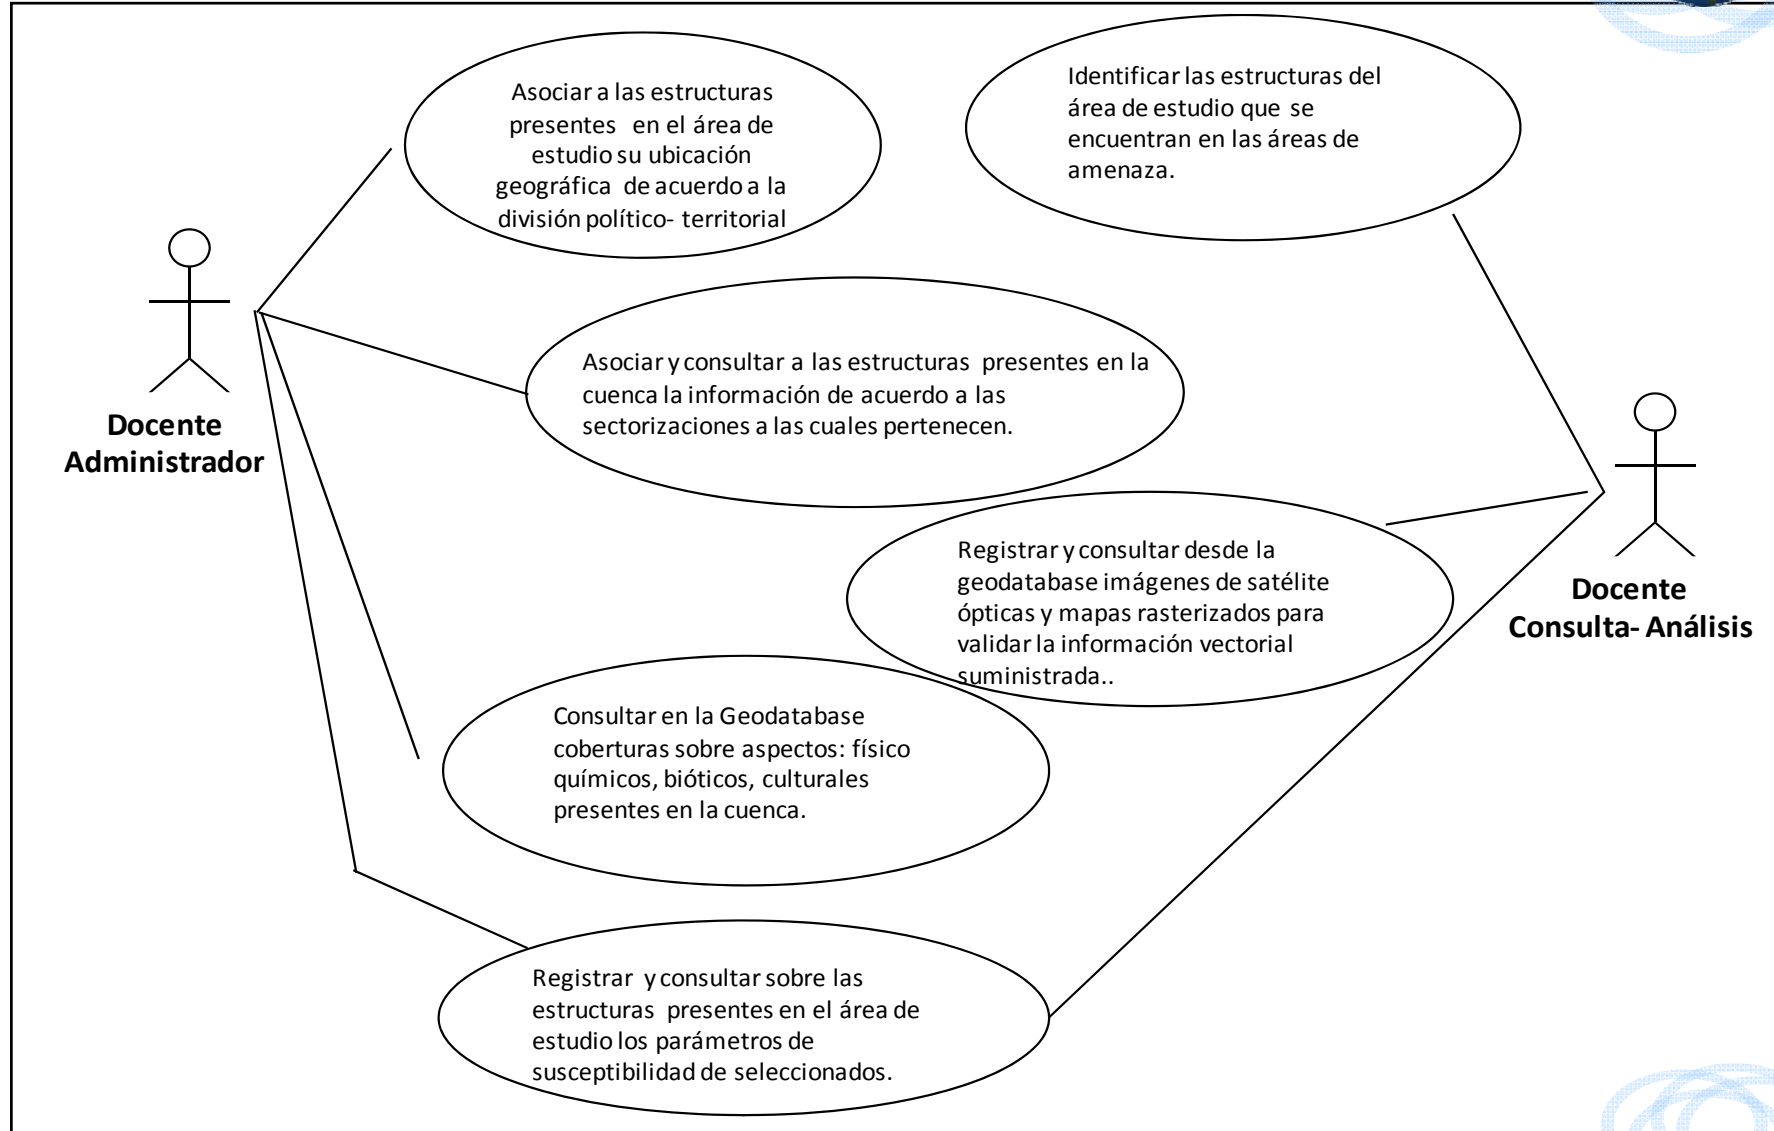 Asociar a las estructuras
presentes en el área de
estudio su ubicación
geográfica de acuerdo a la
división político- territorial
Identificar las estructuras del
área de estudio que se
encuentran en las áreas de
amenaza.
Asociar y consultar a las estructuras presentes en la
cuenca la información de acuerdo a las
sectorizaciones a las cuales pertenecen.
Docente
Administrador
Registrar y consultar desde la
geodatabase imágenes de satélite
ópticas y mapas rasterizados para
validar la información vectorial
suministrada..
Docente
Consulta- Análisis
Consultar en la Geodatabase
coberturas sobre aspectos: físico
químicos, bióticos, culturales
presentes en la cuenca.
Registrar y consultar sobre las
estructuras presentes en el área de
estudio los parámetros de
susceptibilidad de seleccionados.